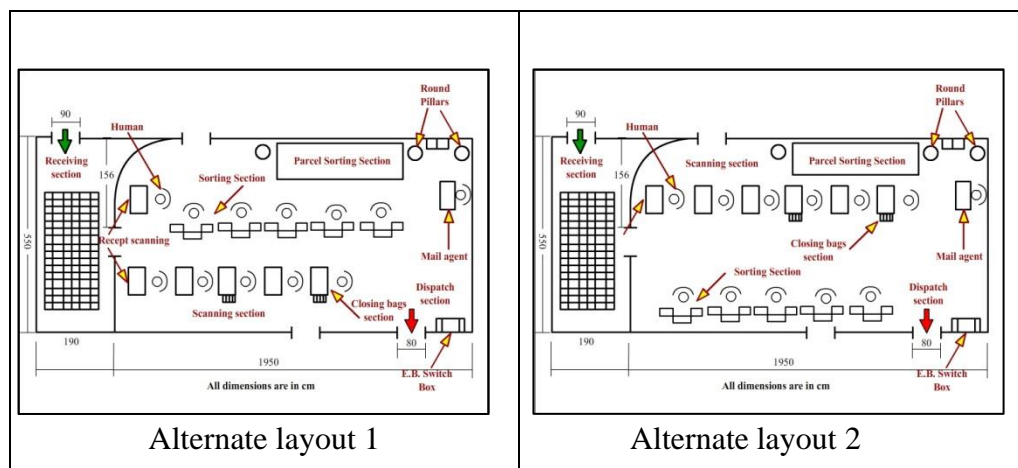 Round
Pillars
90
Human
Receiving
section
Parcel Sorting Section
156
Sorting Section
550
Recept scanning
Mail agent
Dispatch
section
Closing bags
section
Scanning section
190
80
1950
E.B. Switch
Box
All dimensions are in cm
Alternate layout 1
Round
Pillars
90
Human
Receiving
section
Scanning section
Parcel Sorting Section
156
550
Closing bags
section
Mail agent
Sorting Section
Dispatch
section
190
80
1950
E.B. Switch
Box
All dimensions are in cm
Alternate layout 2